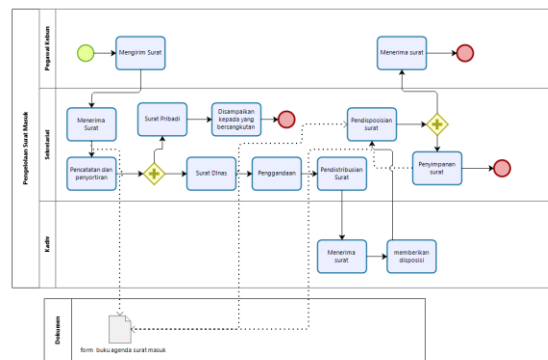 Pengelolaan Surat Masuk
Pegawai Kebun
Mengirim Surat
Menerima surat
Sekretariat
Menerima
Surat
Surat Pribadi
Disampaikan
kepada yang
bersangkutan
Pendisposisian
surat
Pencatatan dan
penyortiran
Surat Dinas
Penggandaan
Pendistribusian
Surat
Penyimpanan
surat
Kadiv
Menerima
surat
memberikan
disposisi
Dokumen
form buku agenda surat masuk